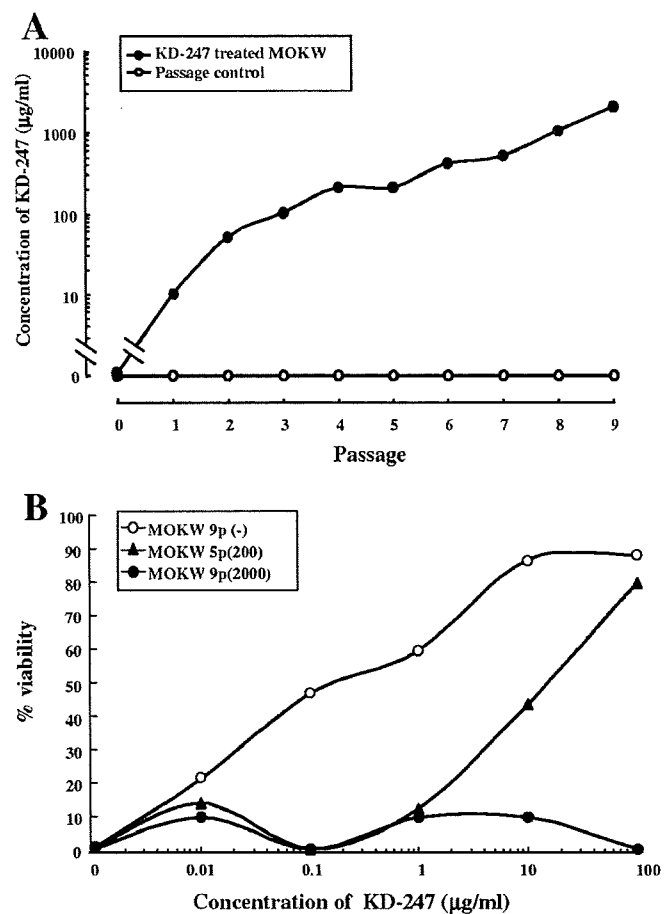 A
KD-247 treated MOKW
Passage control
Concentration of KD-247 (μg/ml)
10000
1000
100
10
0
0 1 2 3 4 5 6 7 8 9
Passage
B
MOKW 9p (-)
MOKW 5p(200)
MOKW 9p(2000)
% viability
100
90
80
70
60
50
40
30
20
10
0
0 0.01 0.1 1 10 100
Concentration of KD-247 (μg/ml)